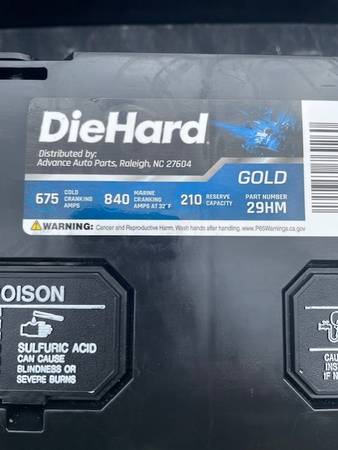 DieHard
Distributed by:
Advance Auto Parts, Raleigh, NC 27604
GOLD
675 COLD CRANKING AMPS 840 MARINE CRANKING AMPS AT 32°F 210 RESERVE CAPACITY PART NUMBER 29HM
WARNING: Cancer and Reproductive Harm. Wash hands after handling. www.P65Warnings.ca.gov
OISON
SULFURIC ACID
CAN CAUSE
BLINDNESS OR
SEVERE BURNS
CAU
INS
IF N